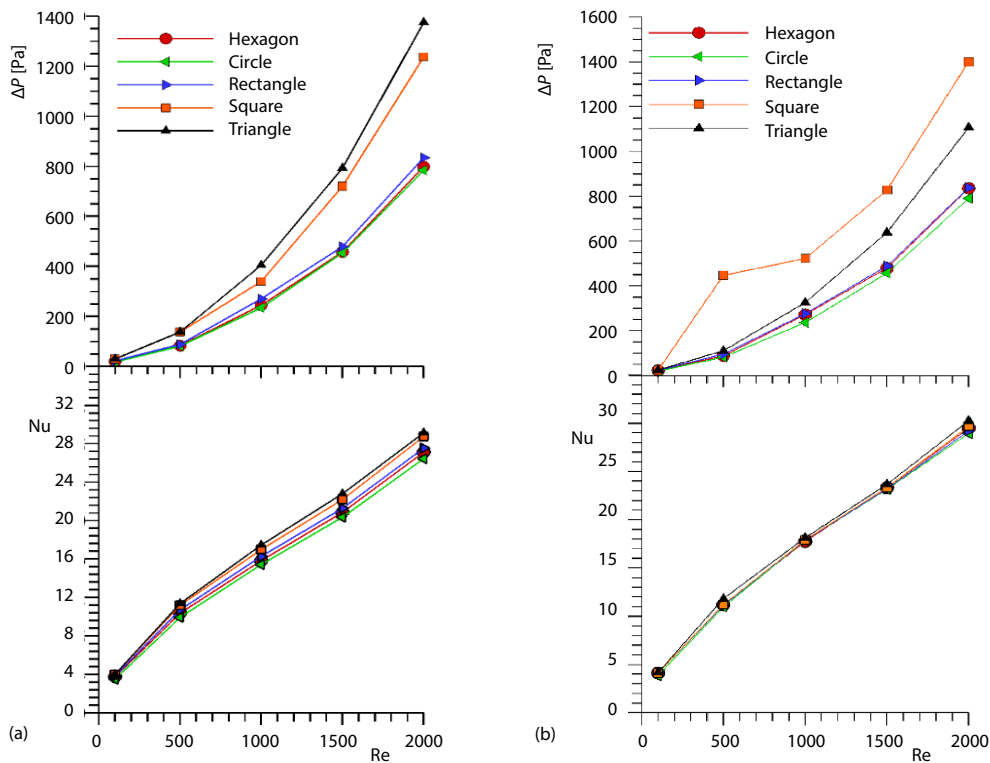 1400
1200
1000
800
600
400
200
0
ΔP [Pa]
Hexagon
Circle
Rectangle
Square
Triangle
32
28
24
20
16
12
8
4
0
Nu
0 500 1000 1500 2000
Re
(a)
1600
1400
1200
1000
800
600
400
200
0
ΔP [Pa]
Hexagon
Circle
Rectangle
Square
Triangle
30
25
20
15
10
5
0
Nu
0 500 1000 1500 2000
Re
(b)